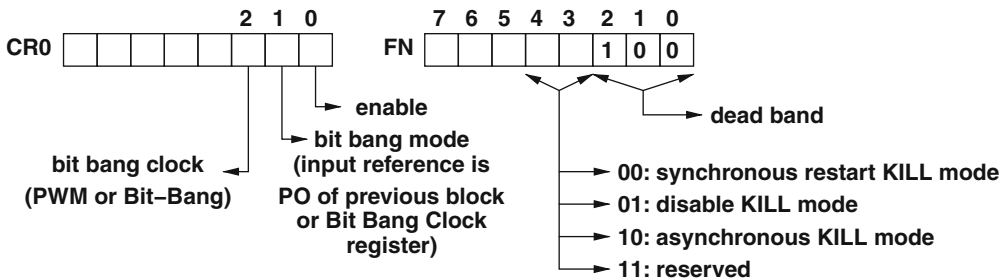 2 1 0
CR0
7 6 5 4 3 2 1 0
FN
1 0 0
enable
bit bang mode
(input reference is
PO of previous block
or Bit Bang Clock
register)
bit bang clock
(PWM or Bit−Bang)
dead band
00: synchronous restart KILL mode
01: disable KILL mode
10: asynchronous KILL mode
11: reserved